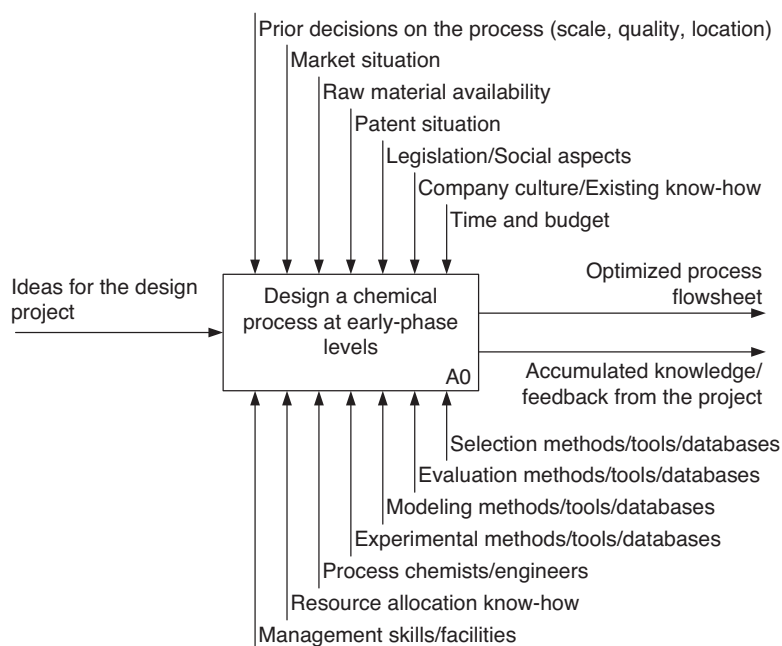 Prior decisions on the process (scale, quality, location)
Market situation
Raw material availability
Patent situation
Legislation/Social aspects
Company culture/Existing know-how
Time and budget
Ideas for the design
project
Design a chemical
process at early-phase
levels
A0
Optimized process
flowsheet
Accumulated knowledge/
feedback from the project
Selection methods/tools/databases
Evaluation methods/tools/databases
Modeling methods/tools/databases
Experimental methods/tools/databases
Process chemists/engineers
Resource allocation know-how
Management skills/facilities